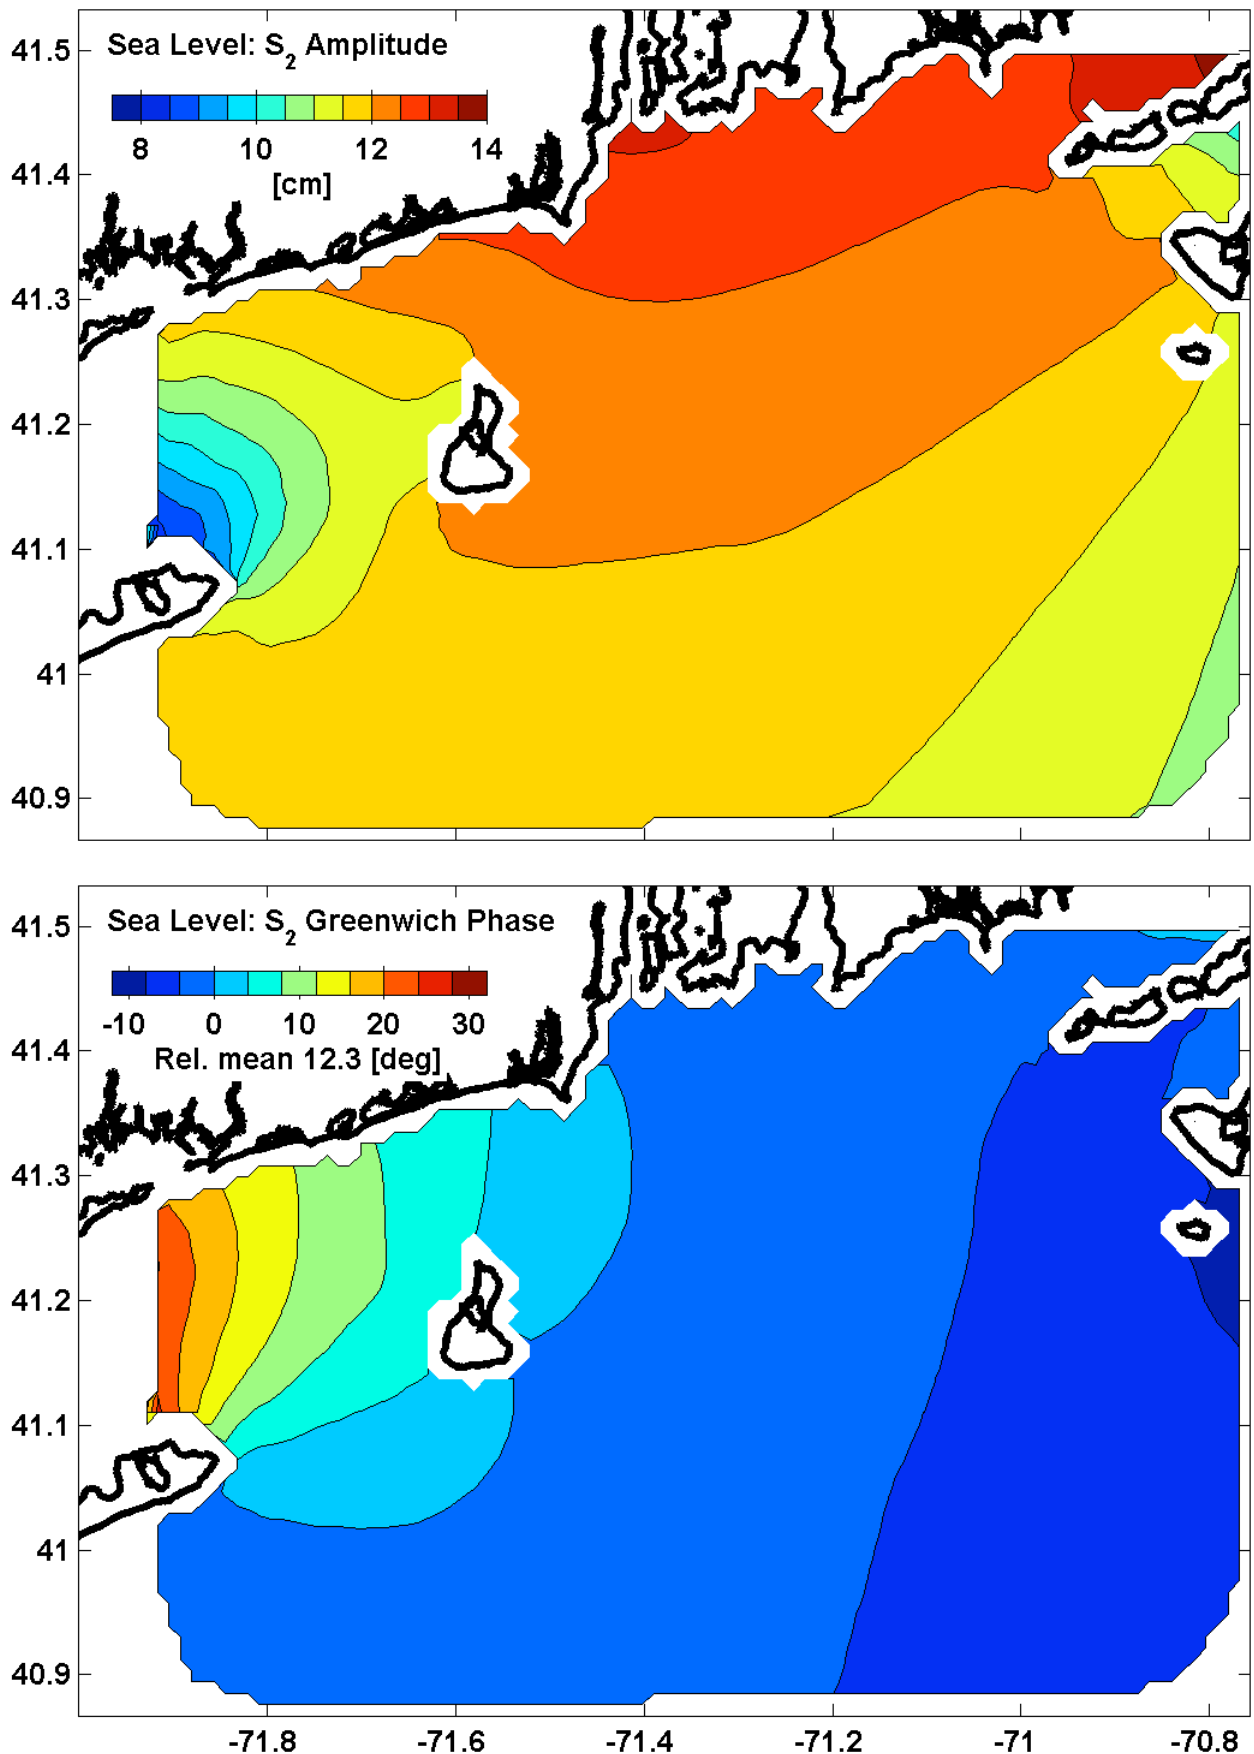 41.5
Sea Level: S₂ Amplitude
8 10 12 14
[cm]
41.4
41.3
41.2
41.1
41
40.9
41.5
Sea Level: S₂ Greenwich Phase
-10 0 10 20 30
Rel. mean 12.3 [deg]
41.4
41.3
41.2
41.1
41
40.9
-71.8 -71.6 -71.4 -71.2 -71 -70.8